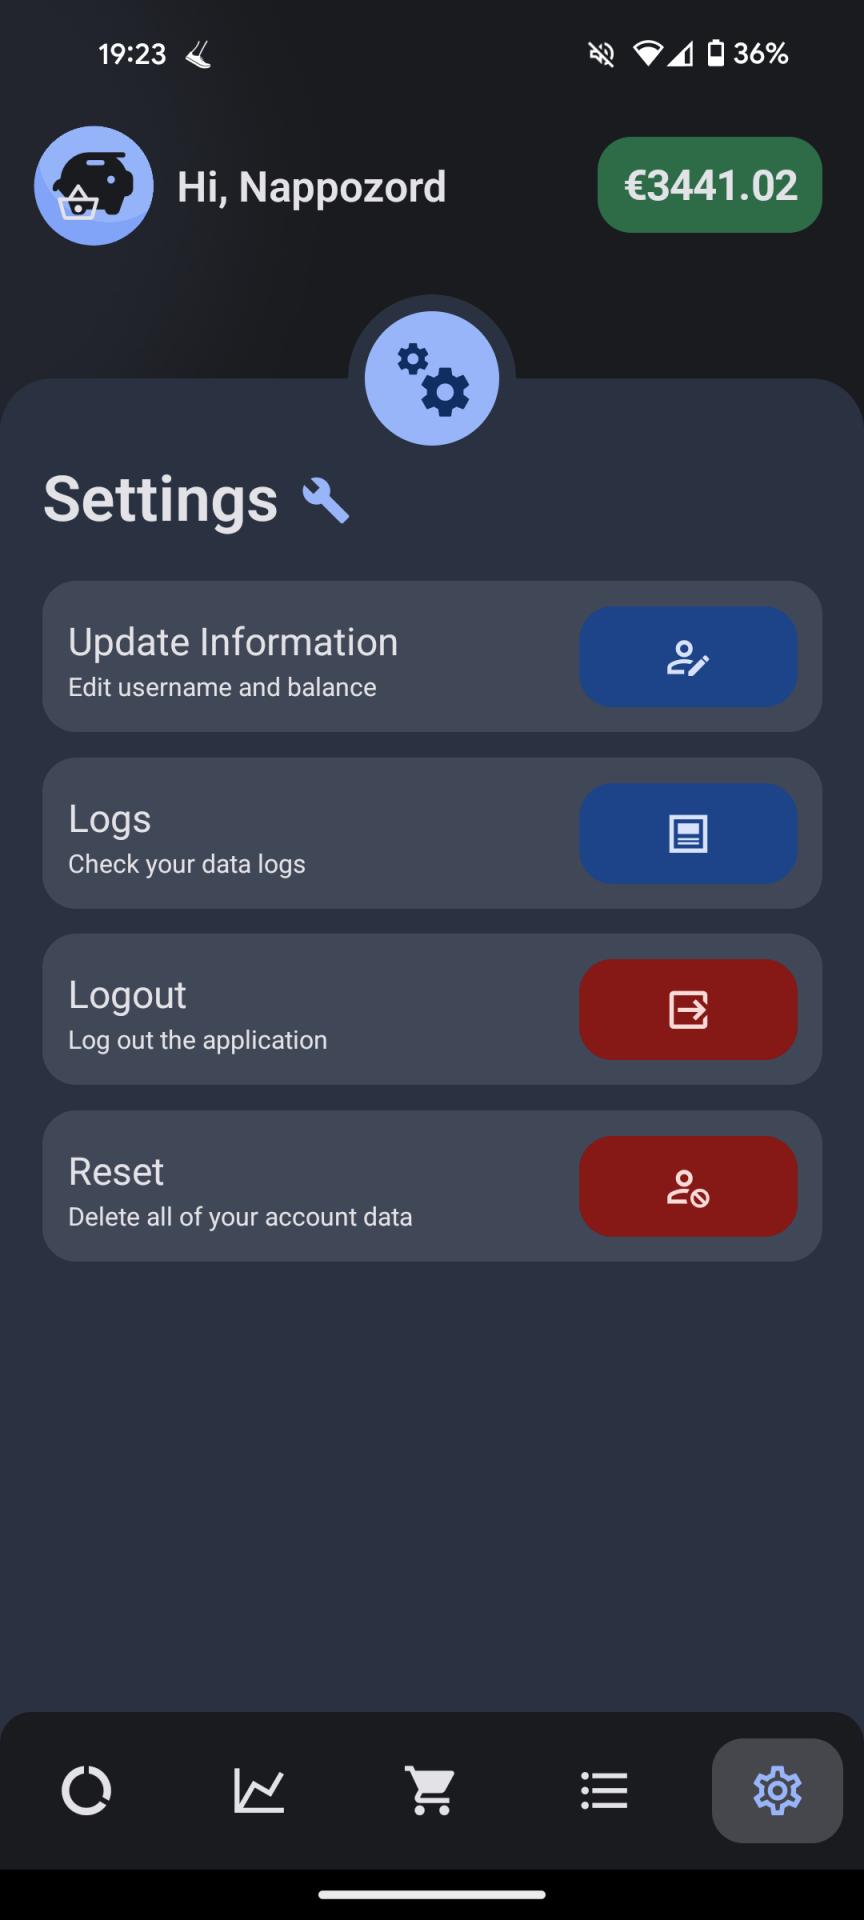 19:23
36%
Hi, Nappozord
€3441.02
Settings
Update Information
Edit username and balance
Logs
Check your data logs
Logout
Log out the application
Reset
Delete all of your account data